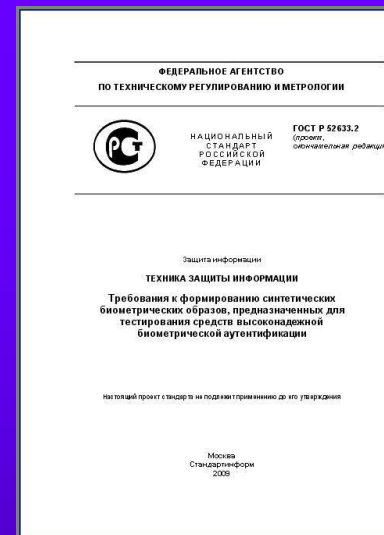 ФЕДЕРАЛЬНОЕ АГЕНТСТВО
ПО ТЕХНИЧЕСКОМУ РЕГУЛИРОВАНИЮ И МЕТРОЛОГИИ
РСТ
НАЦИОНАЛЬНЫЙ
СТАНДАРТ
РОССИЙСКОЙ
ФЕДЕРАЦИИ
ГОСТ Р 52633.2
(проект,
окончательная редакция
Защита информации
ТЕХНИКА ЗАЩИТЫ ИНФОРМАЦИИ
Требования к формированию синтетических
биометрических образов, предназначенных для
тестирования средств высоконадежной
биометрической аутентификации
Настоящий проект стандарта не подлежит применению до его утверждения
Москва
Стандартинформ
2009